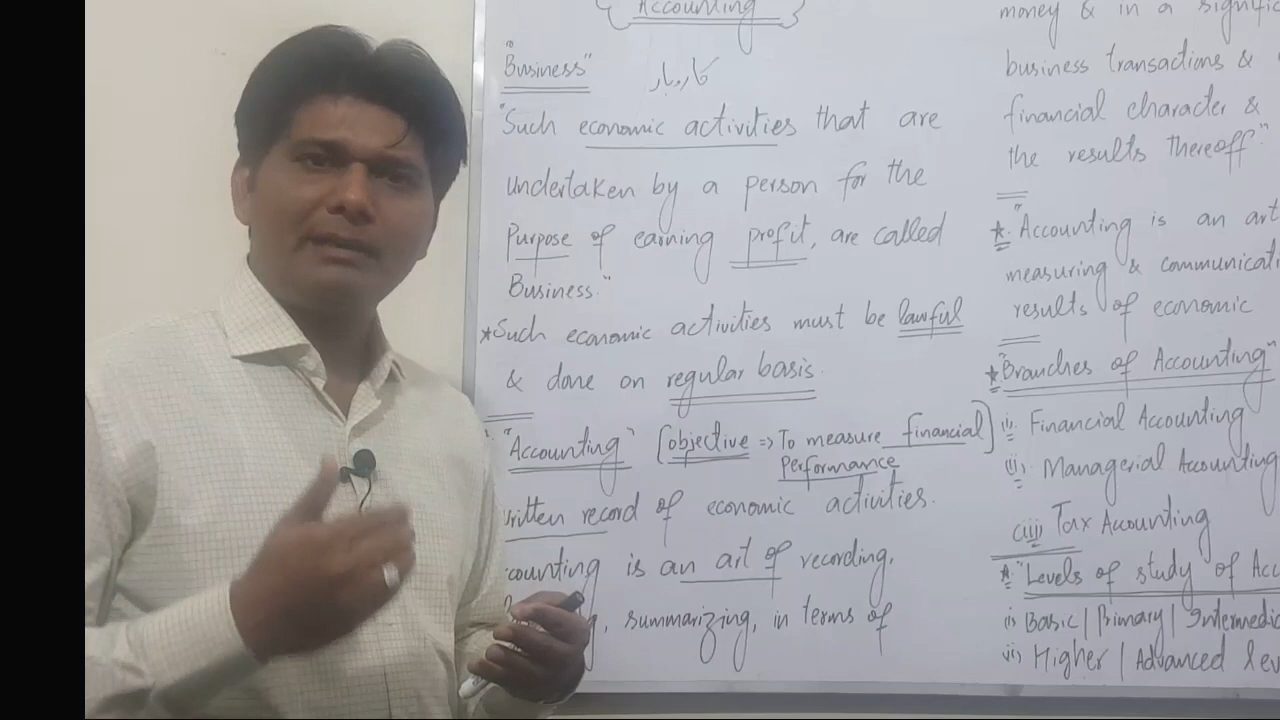 Accounting
"Business" کاروبار
"Such economic activities that are
undertaken by a person for the
Purpose of earning profit, are called
Business."
*Such economic activities must be lawful
& done on regular basis.
"Accounting" [objective => To measure financial]
Performance
written record of economic activities.
counting is an art of recording,
, summarizing, in terms of
money & in a signific
business transactions &
financial character &
the results thereoff"
*. "Accounting is an art
measuring & communicati
results of economic
* "Branches of Accounting"
(i). Financial Accounting
(ii). Managerial Accounting
(iii) Tax Accounting
*. "Levels of study of Acc
(i) Basic | Primary | Intermedi
(ii) Higher | Advanced lev